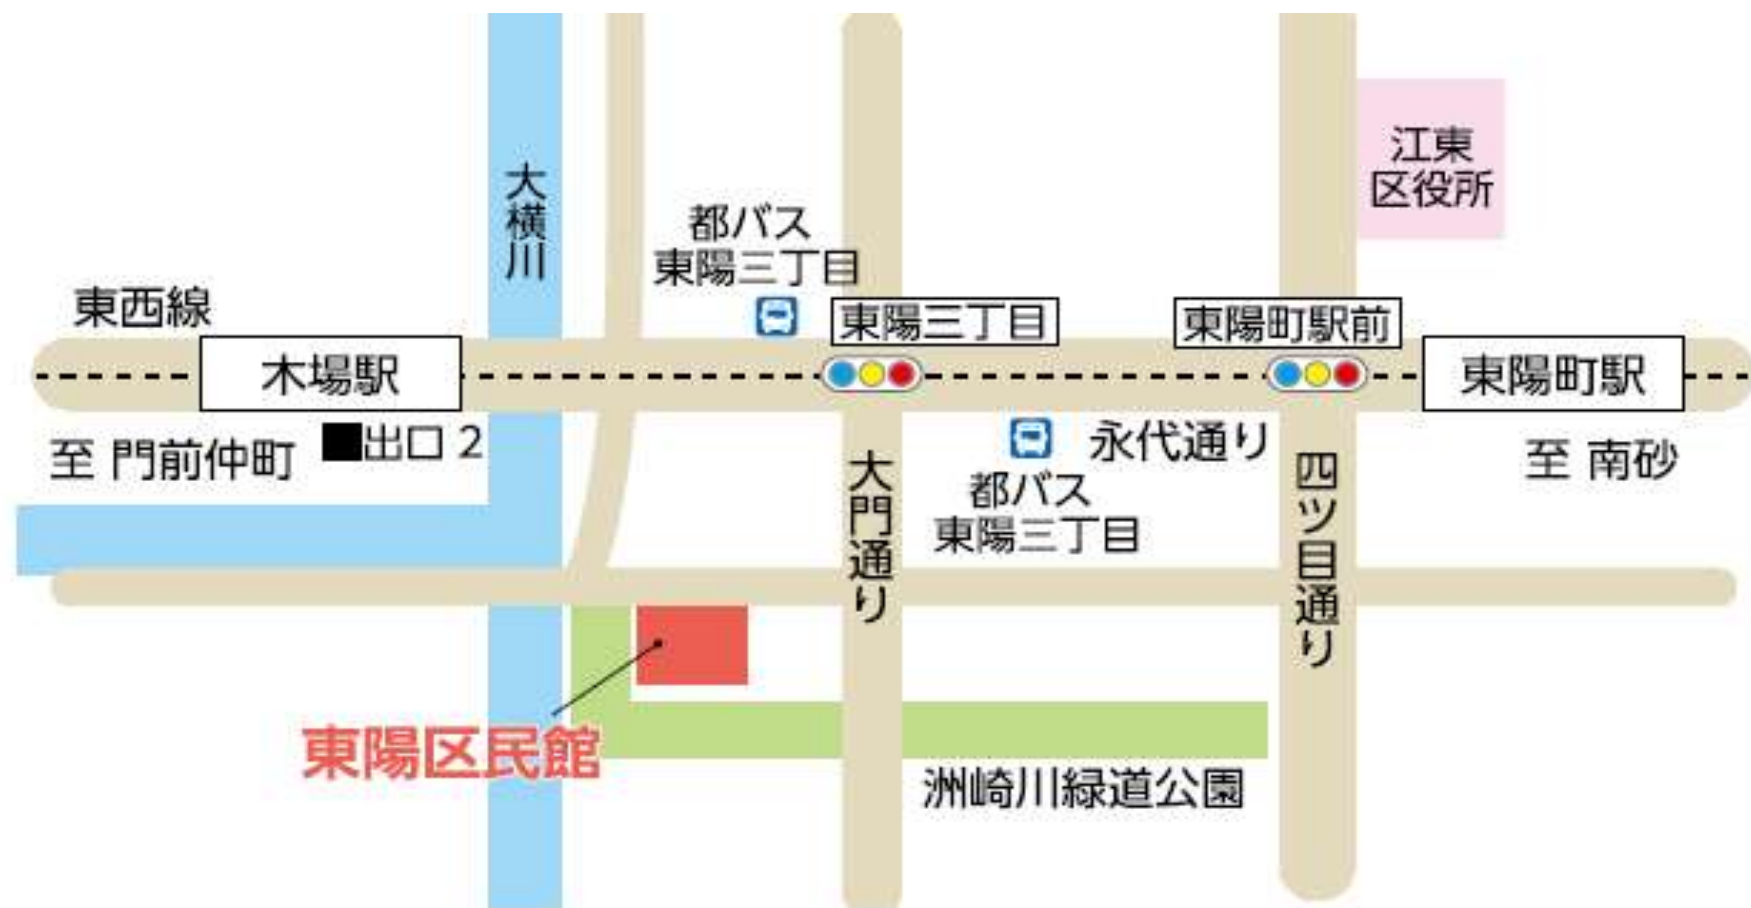 江東
区役所
大横川
都バス
東陽三丁目
東西線
東陽三丁目
東陽町駅前
木場駅
東陽町駅
至 門前仲町
■出口 2
永代通り
至 南砂
大門通り
四ツ目通り
都バス
東陽三丁目
東陽区民館
洲崎川緑道公園